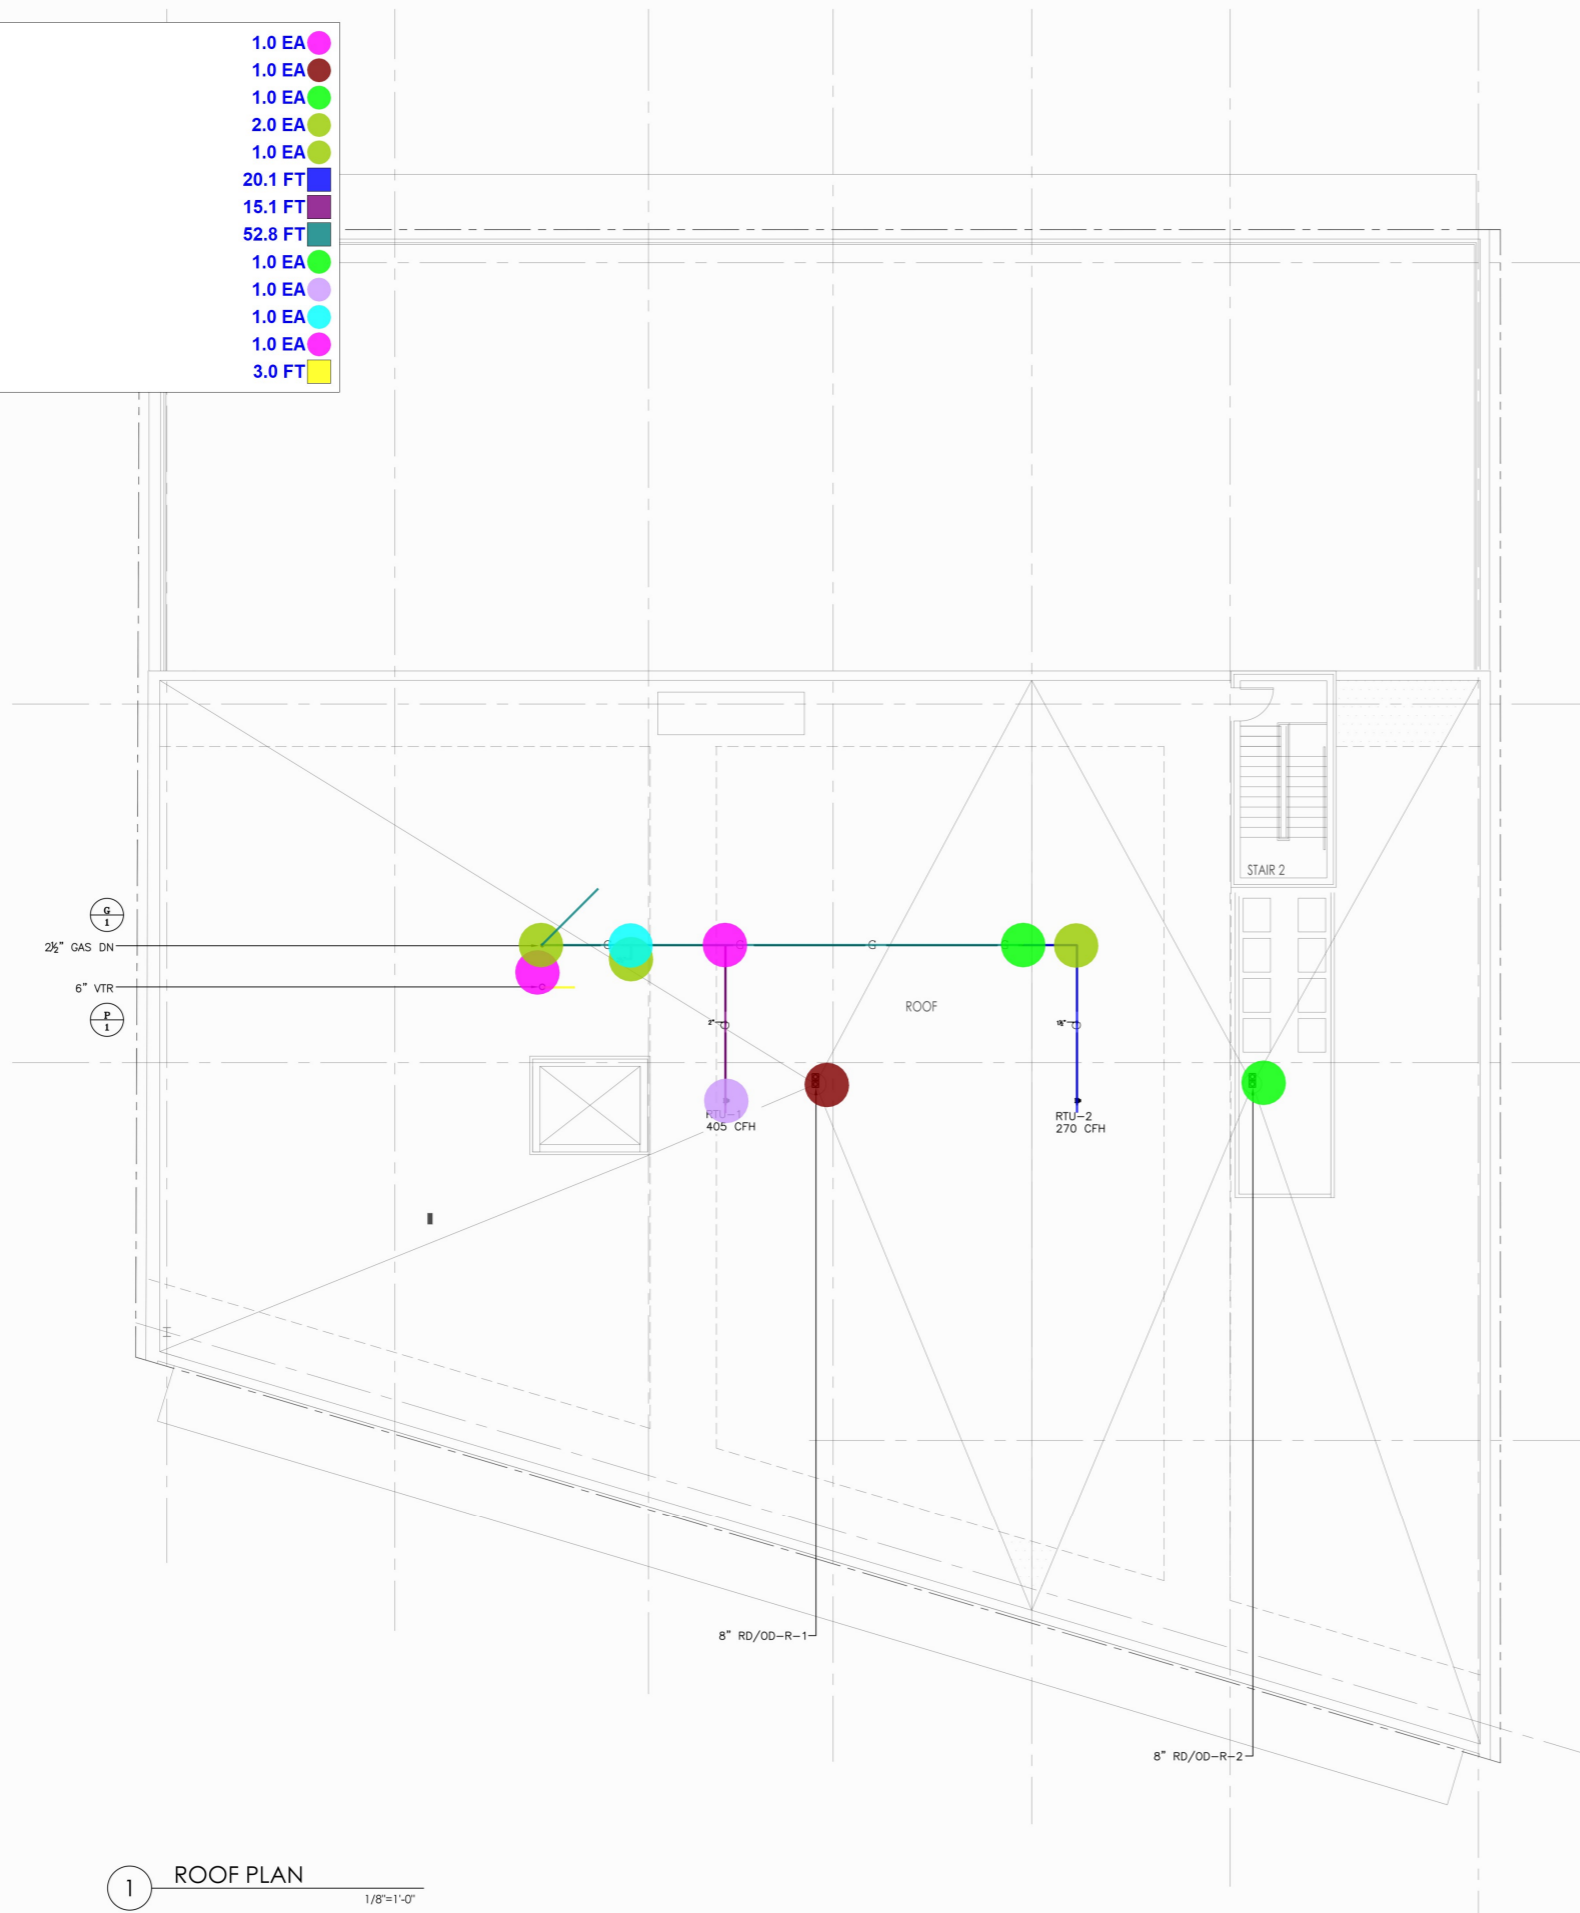 1.0 EA
1.0 EA
1.0 EA
2.0 EA
1.0 EA
20.1 FT
15.1 FT
52.8 FT
1.0 EA
1.0 EA
1.0 EA
1.0 EA
3.0 FT
STAIR 2
G
1
2½" GAS DN
G
G
G
6" VTR
C
P
1
ROOF
2"
G
1½"
G
RTU-1
405 CFH
RTU-2
270 CFH
8" RD/OD-R-1
8" RD/OD-R-2
1
ROOF PLAN
1/8"=1'-0"